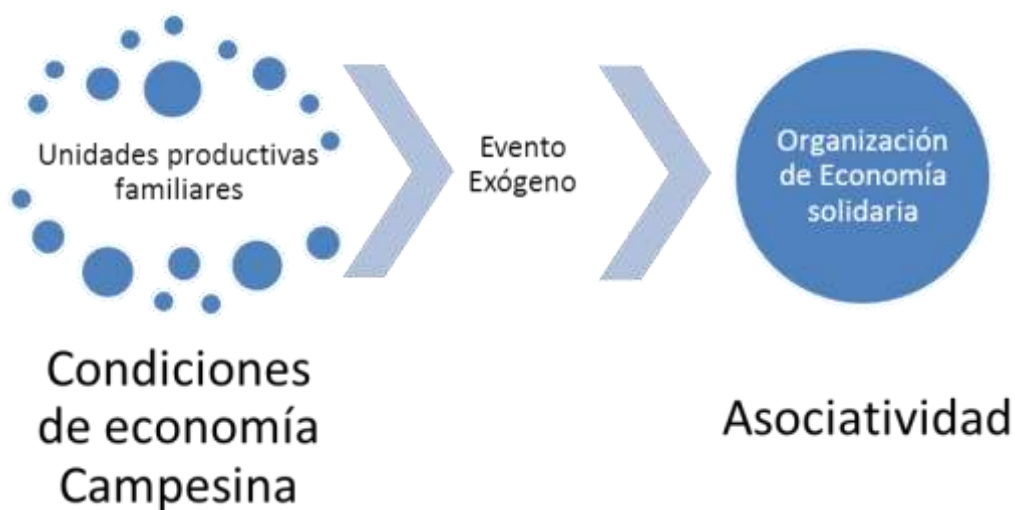 Unidades productivas
familiares
Evento
Exógeno
Organización
de Economía
solidaria
Condiciones
de economía
Campesina
Asociatividad